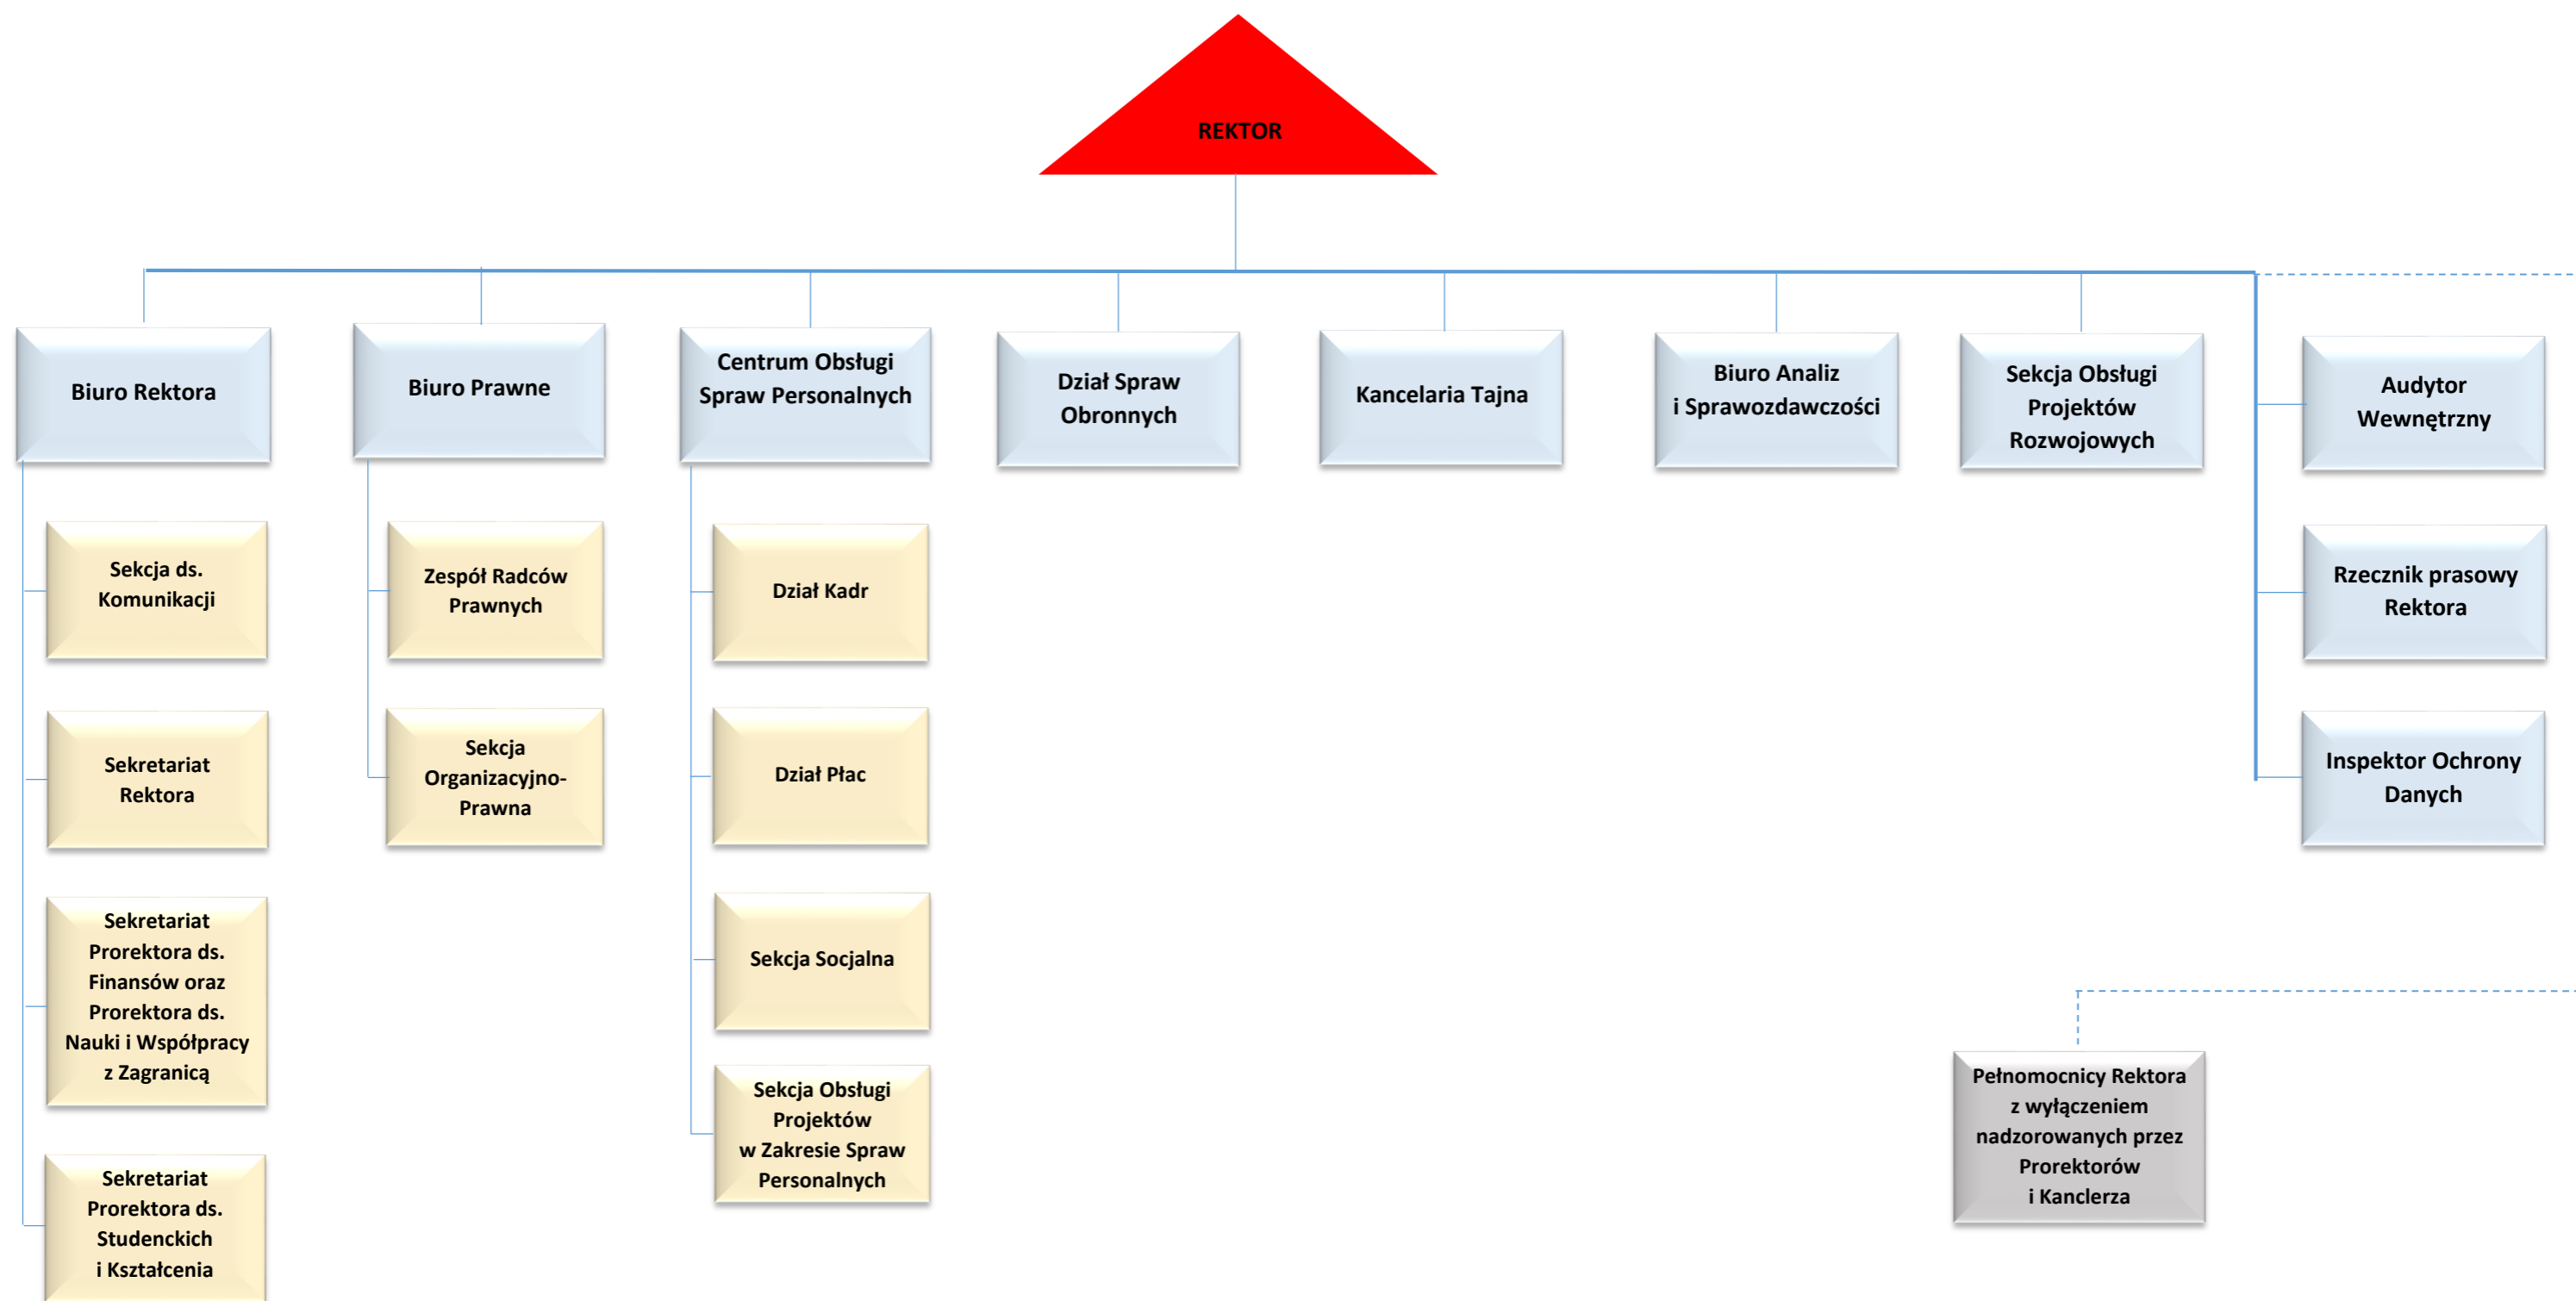 REKTOR
Biuro Rektora
Biuro Prawne
Centrum Obsługi
Spraw Personalnych
Dział Spraw
Obronnych
Kancelaria Tajna
Biuro Analiz
i Sprawozdawczości
Sekcja Obsługi
Projektów
Rozwojowych
Audytor
Wewnętrzny
Sekcja ds.
Komunikacji
Zespół Radców
Prawnych
Dział Kadr
Rzecznik prasowy
Rektora
Sekretariat
Rektora
Sekcja
Organizacyjno-
Prawna
Dział Płac
Inspektor Ochrony
Danych
Sekretariat
Prorektora ds.
Finansów oraz
Prorektora ds.
Nauki i Współpracy
z Zagranicą
Sekcja Socjalna
Sekcja Obsługi
Projektów
w Zakresie Spraw
Personalnych
Pełnomocnicy Rektora
z wyłączeniem
nadzorowanych przez
Prorektorów
i Kanclerza
Sekretariat
Prorektora ds.
Studenckich
i Kształcenia